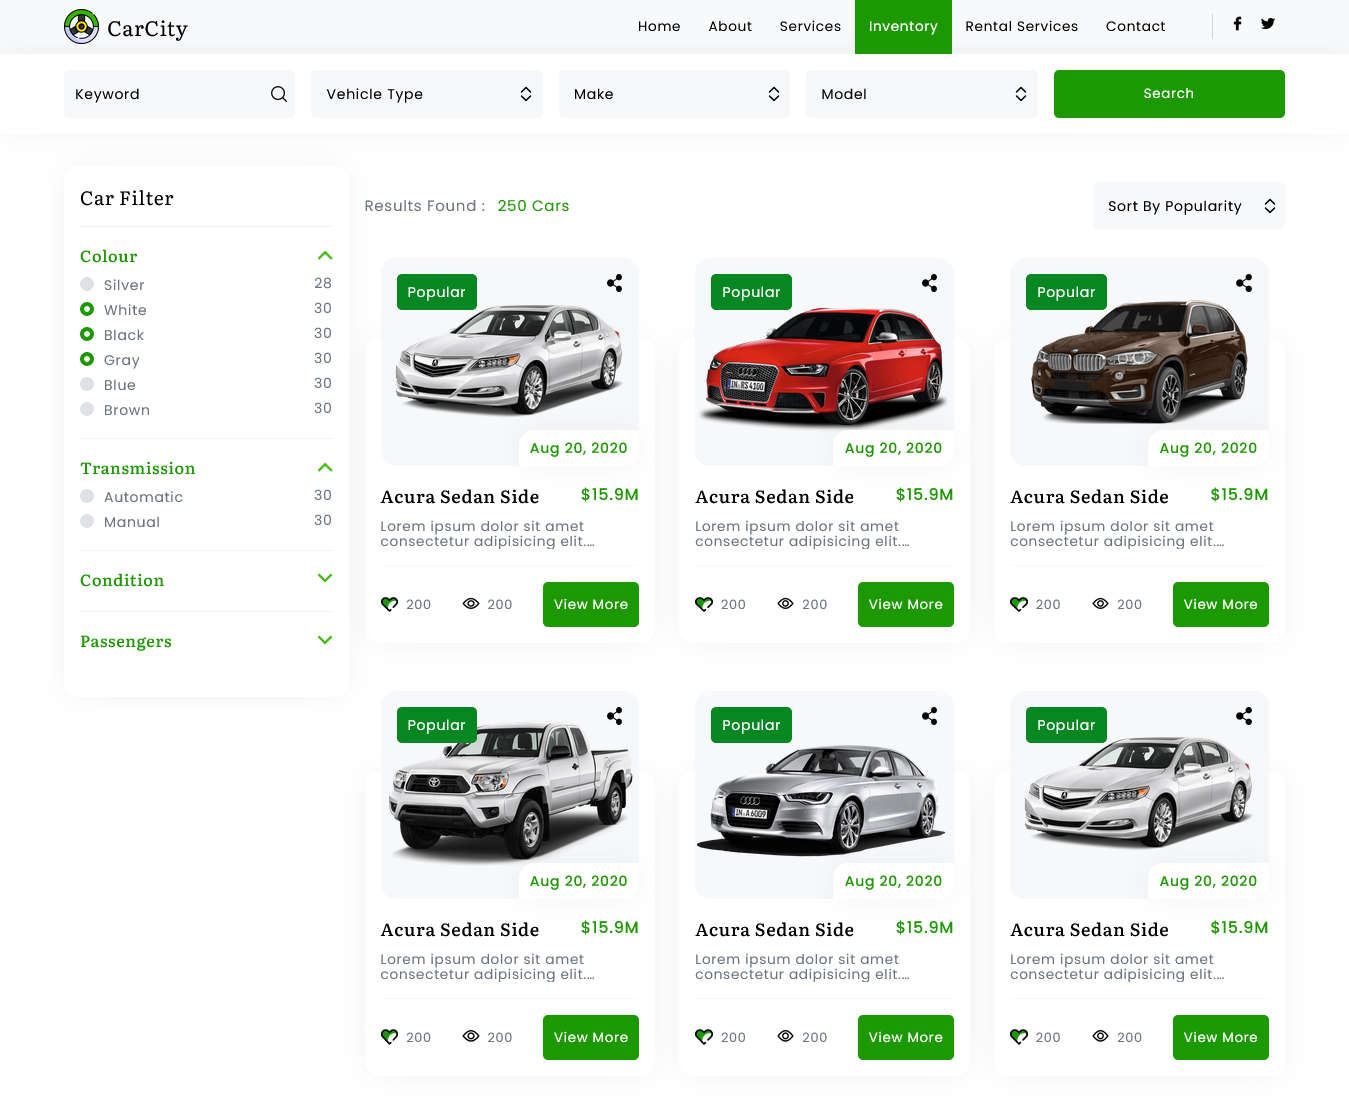 CarCity
Home About Services Inventory Rental Services Contact
Keyword Vehicle Type Make Model Search
Car Filter
Colour
Silver 28
White 30
Black 30
Gray 30
Blue 30
Brown 30
Transmission
Automatic 30
Manual 30
Condition
Passengers
Results Found : 250 Cars
Sort By Popularity
Popular
Aug 20, 2020
Acura Sedan Side $15.9M
Lorem ipsum dolor sit amet
consectetur adipisicing elit....
200 200 View More
Popular
IN RS 4100
Aug 20, 2020
Acura Sedan Side $15.9M
Lorem ipsum dolor sit amet
consectetur adipisicing elit....
200 200 View More
Popular
Aug 20, 2020
Acura Sedan Side $15.9M
Lorem ipsum dolor sit amet
consectetur adipisicing elit....
200 200 View More
Popular
Aug 20, 2020
Acura Sedan Side $15.9M
Lorem ipsum dolor sit amet
consectetur adipisicing elit....
200 200 View More
Popular
IN A 6009
Aug 20, 2020
Acura Sedan Side $15.9M
Lorem ipsum dolor sit amet
consectetur adipisicing elit....
200 200 View More
Popular
Aug 20, 2020
Acura Sedan Side $15.9M
Lorem ipsum dolor sit amet
consectetur adipisicing elit....
200 200 View More